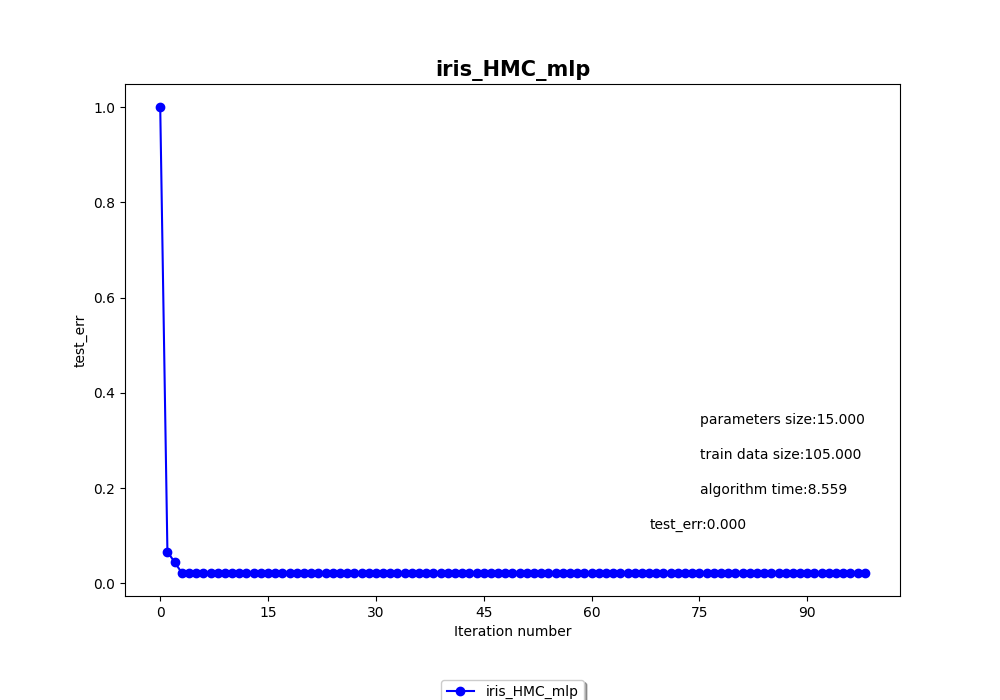 iris_HMC_mlp
1.0
0.8
0.6
0.4
0.2
0.0
test_err
parameters size:15.000
train data size:105.000
algorithm time:8.559
test_err:0.000
0 15 30 45 60 75 90
Iteration number
iris_HMC_mlp